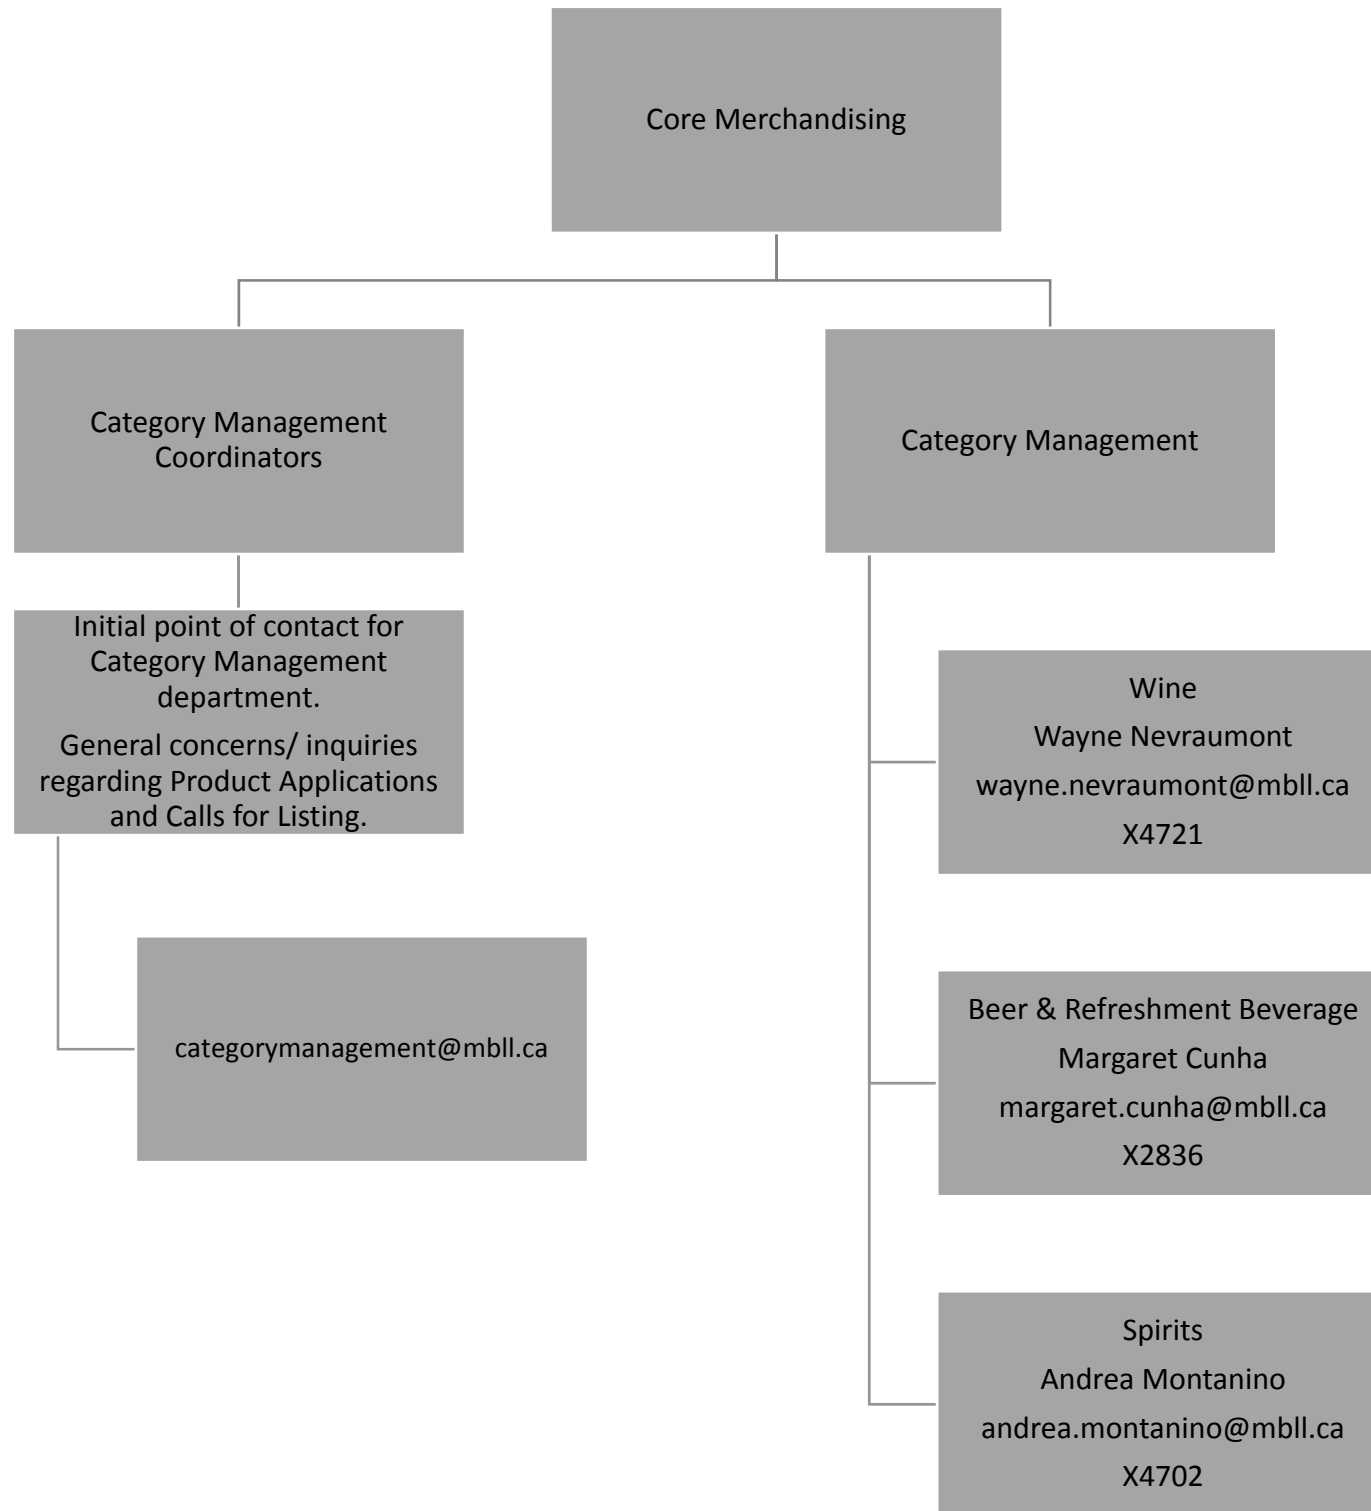 Core Merchandising
Category Management
Coordinators
Category Management
Initial point of contact for
Category Management
department.
General concerns/ inquiries
regarding Product Applications
and Calls for Listing.
categorymanagement@mbll.ca
Wine
Wayne Nevraumont
wayne.nevraumont@mbll.ca
X4721
Beer & Refreshment Beverage
Margaret Cunha
margaret.cunha@mbll.ca
X2836
Spirits
Andrea Montanino
andrea.montanino@mbll.ca
X4702